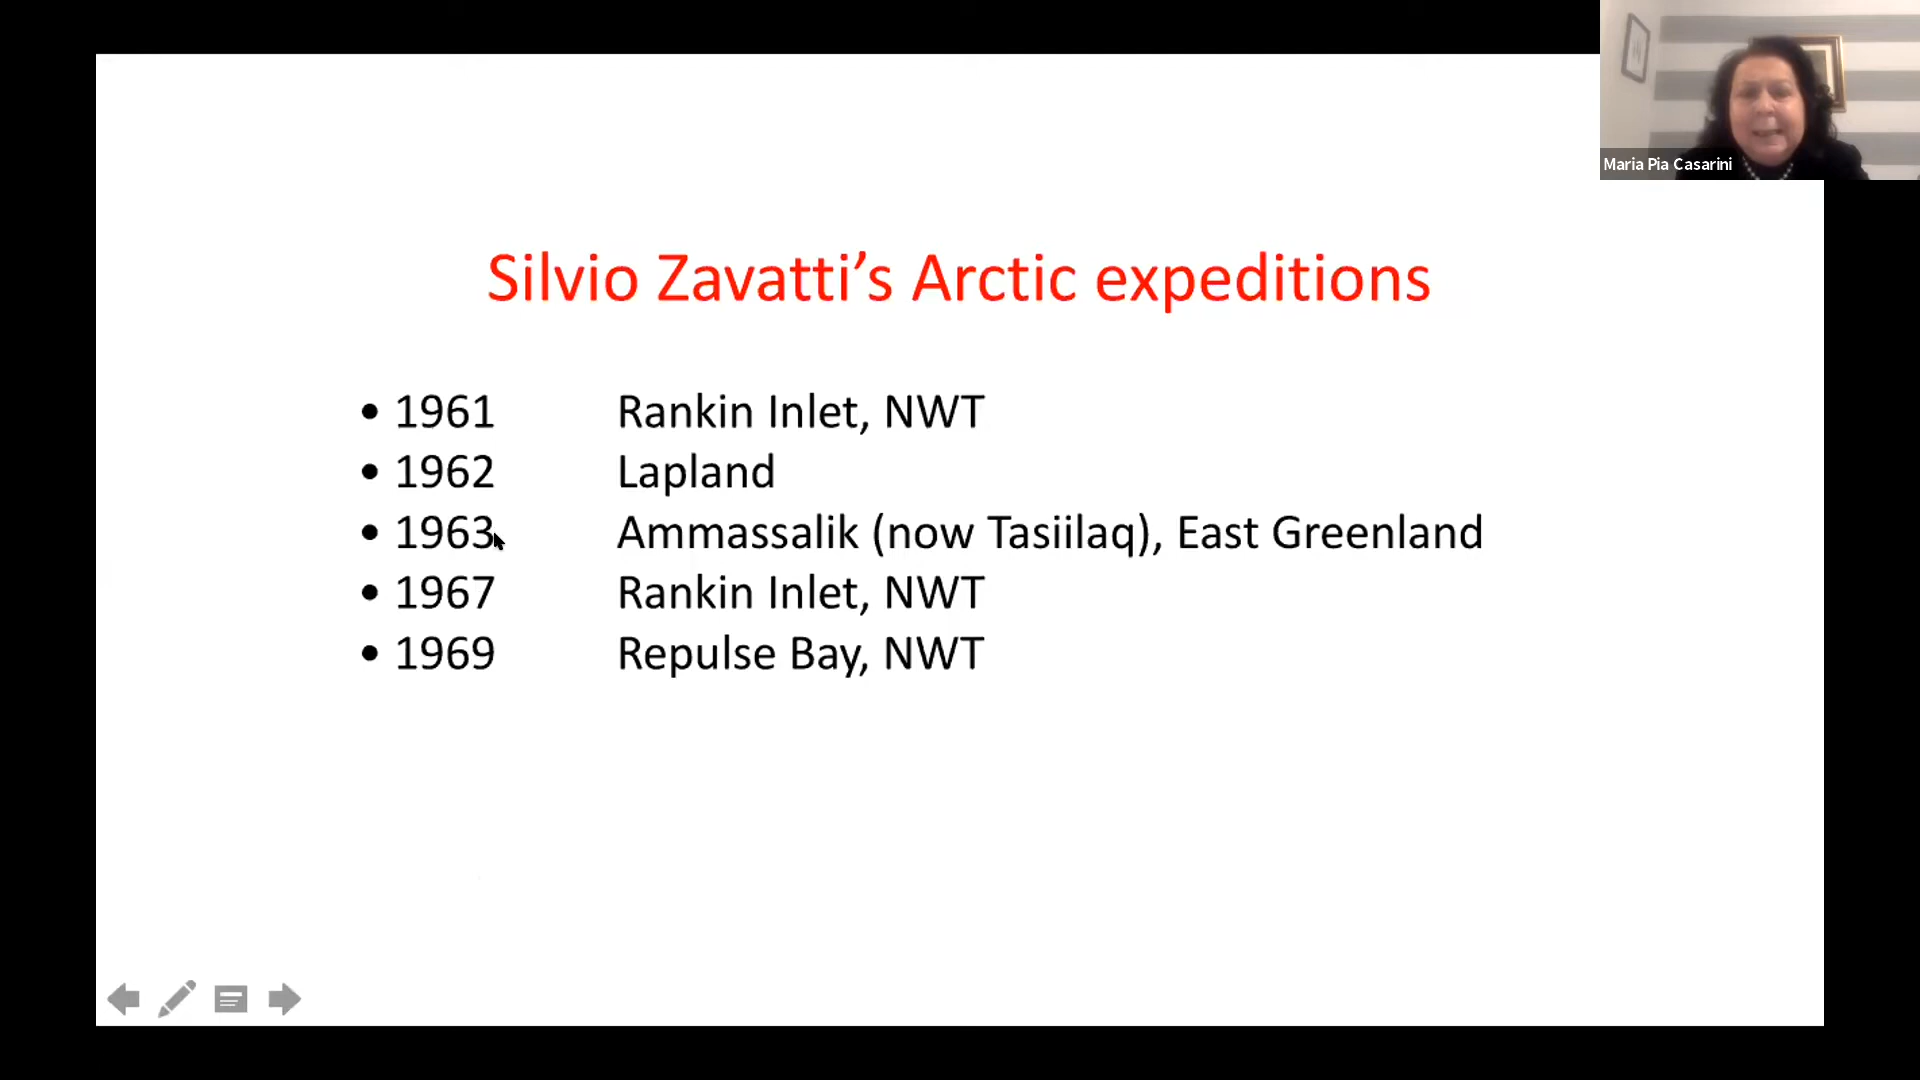 Maria Pia Casarini
Silvio Zavatti’s Arctic expeditions
• 1961 Rankin Inlet, NWT
• 1962 Lapland
• 1963 Ammassalik (now Tasiilaq), East Greenland
• 1967 Rankin Inlet, NWT
• 1969 Repulse Bay, NWT